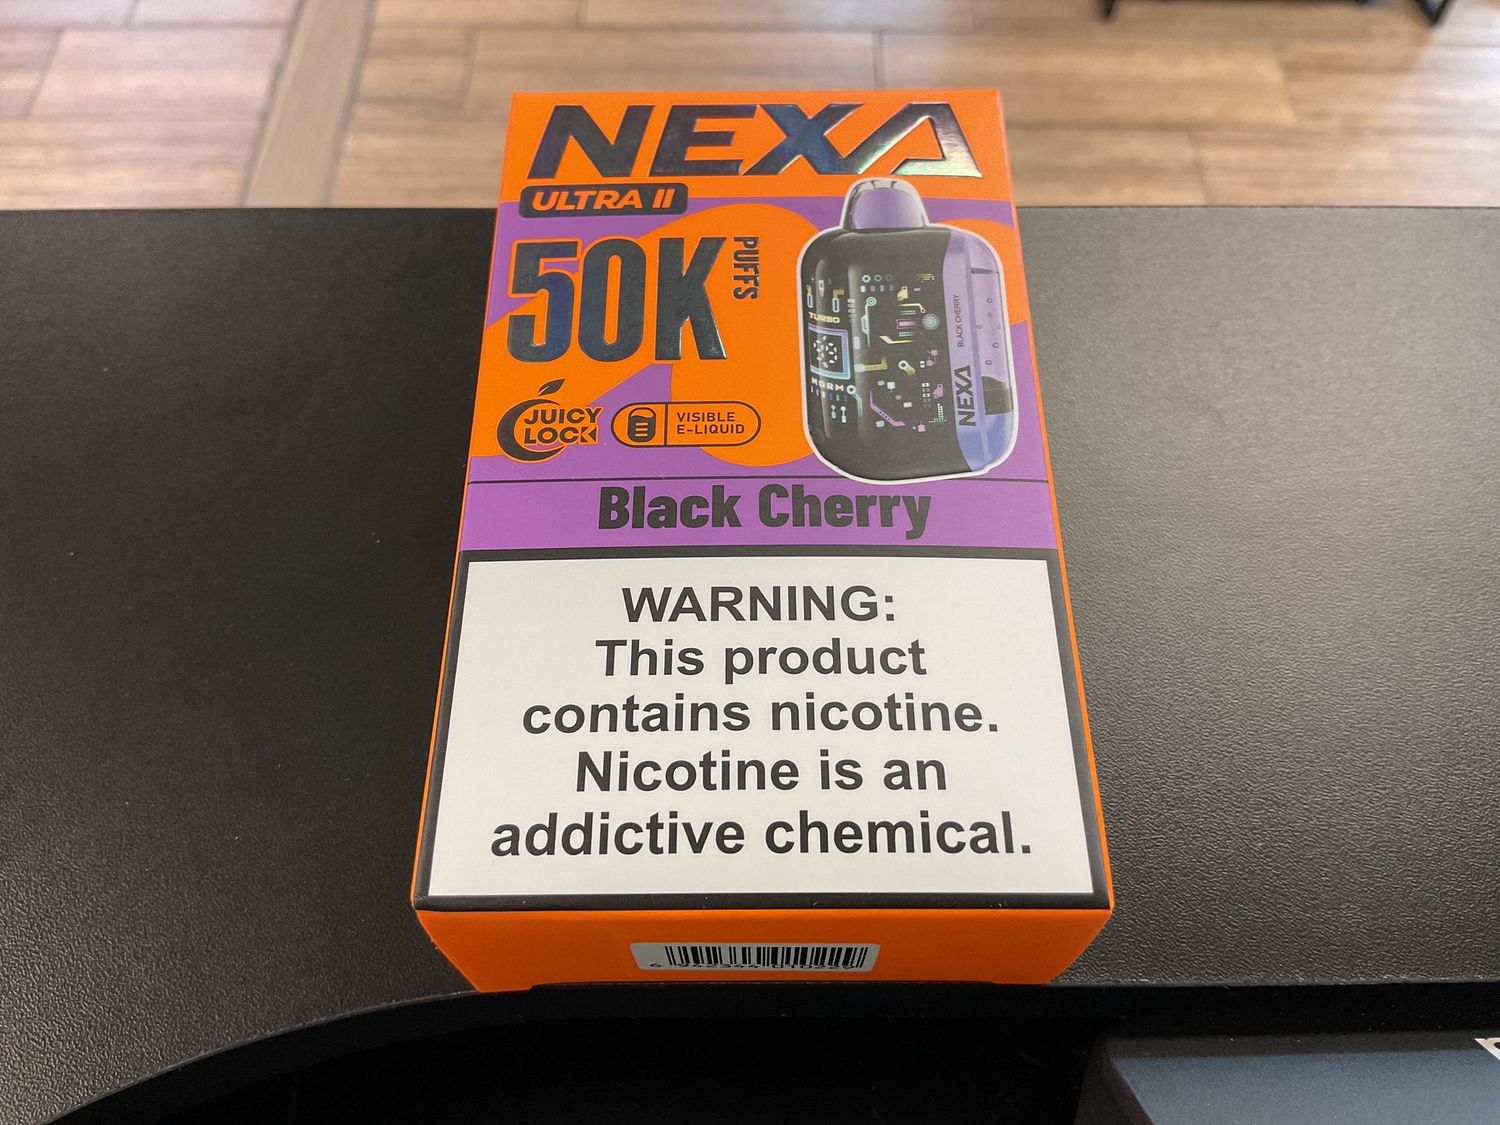 NEXA
ULTRA II
50K
PUFFS
JUICY
LOCK
VISIBLE
E-LIQUID
TURBO
NORM
BLACK CHERRY
NEXA
Black Cherry
WARNING:
This product
contains nicotine.
Nicotine is an
addictive chemical.